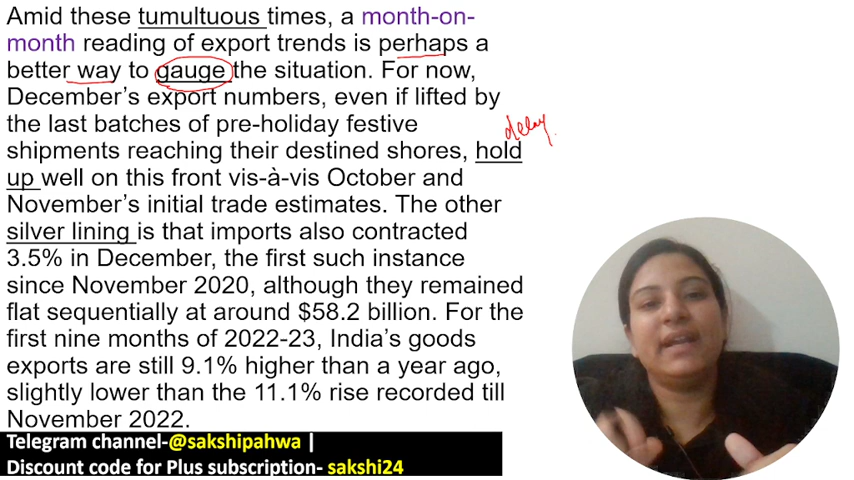 Amid these tumultuous times, a month-on-
month reading of export trends is perhaps a
better way to gauge the situation. For now,
December's export numbers, even if lifted by
the last batches of pre-holiday festive
delay.
shipments reaching their destined shores, hold
up well on this front vis-à-vis October and
November's initial trade estimates. The other
silver lining is that imports also contracted
3.5% in December, the first such instance
since November 2020, although they remained
flat sequentially at around $58.2 billion. For the
first nine months of 2022-23, India's goods
exports are still 9.1% higher than a year ago,
slightly lower than the 11.1% rise recorded till
November 2022.
Telegram channel-@sakshipahwa |
Discount code for Plus subscription- sakshi24